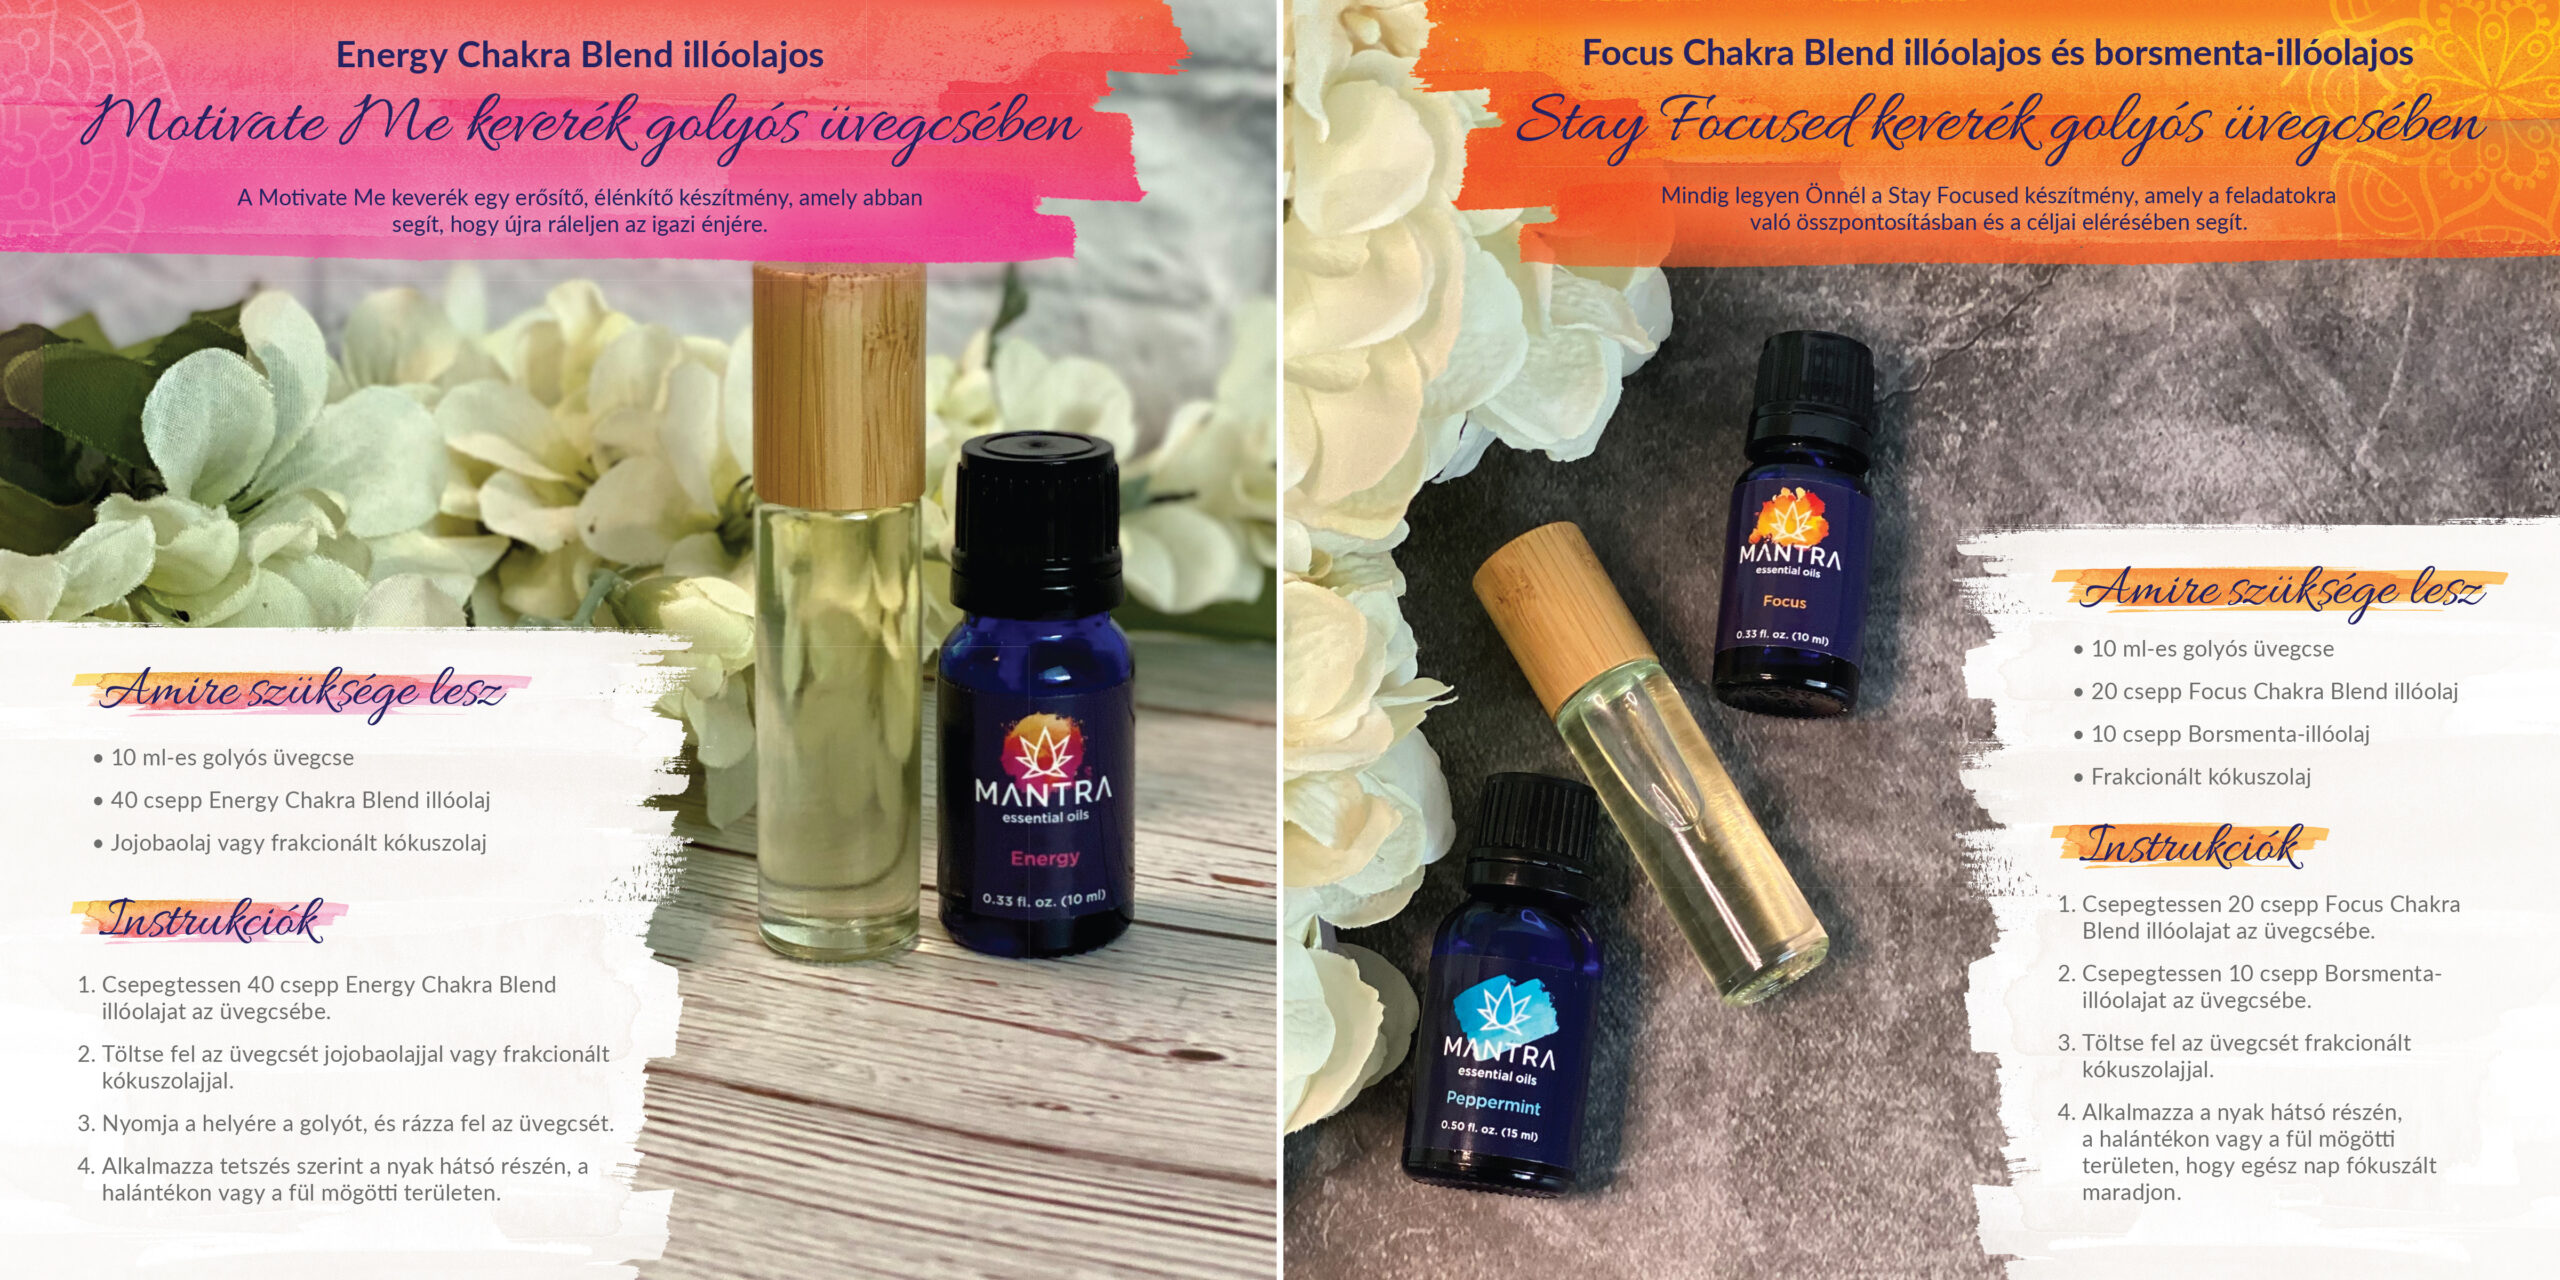 Energy Chakra Blend illóolajos
Motivate Me keverék golyós üvegcsében
A Motivate Me keverék egy erősítő, élénkítő készítmény, amely abban
segít, hogy újra ráleljen az igazi énjére.
Amire szüksége lesz
• 10 ml-es golyós üvegcse
• 40 csepp Energy Chakra Blend illóolaj
• Jojobaolaj vagy frakcionált kókuszolaj
Instrukciók
1. Csepegtessen 40 csepp Energy Chakra Blend
illóolajat az üvegcsébe.
2. Töltse fel az üvegcsét jojobaolajjal vagy frakcionált
kókuszolajjal.
3. Nyomja a helyére a golyót, és rázza fel az üvegcsét.
4. Alkalmazza tetszés szerint a nyak hátsó részén, a
halántékon vagy a fül mögötti területen.
MANTRA
essential oils
Energy
0.33 fl. oz. (10 ml)
Focus Chakra Blend illóolajos és borsmenta-illóolajos
Stay Focused keverék golyós üvegcsében
Mindig legyen Önnél a Stay Focused készítmény, amely a feladatokra
való összpontosításban és a céljai elérésében segít.
MANTRA
essential oils
Focus
0.33 fl. oz. (10 ml)
MANTRA
essential oils
Peppermint
0.50 fl. oz. (15 ml)
Amire szüksége lesz
• 10 ml-es golyós üvegcse
• 20 csepp Focus Chakra Blend illóolaj
• 10 csepp Borsmenta-illóolaj
• Frakcionált kókuszolaj
Instrukciók
1. Csepegtessen 20 csepp Focus Chakra
Blend illóolajat az üvegcsébe.
2. Csepegtessen 10 csepp Borsmenta-
illóolajat az üvegcsébe.
3. Töltse fel az üvegcsét frakcionált
kókuszolajjal.
4. Alkalmazza a nyak hátsó részén,
a halántékon vagy a fül mögötti
területen, hogy egész nap fókuszált
maradjon.